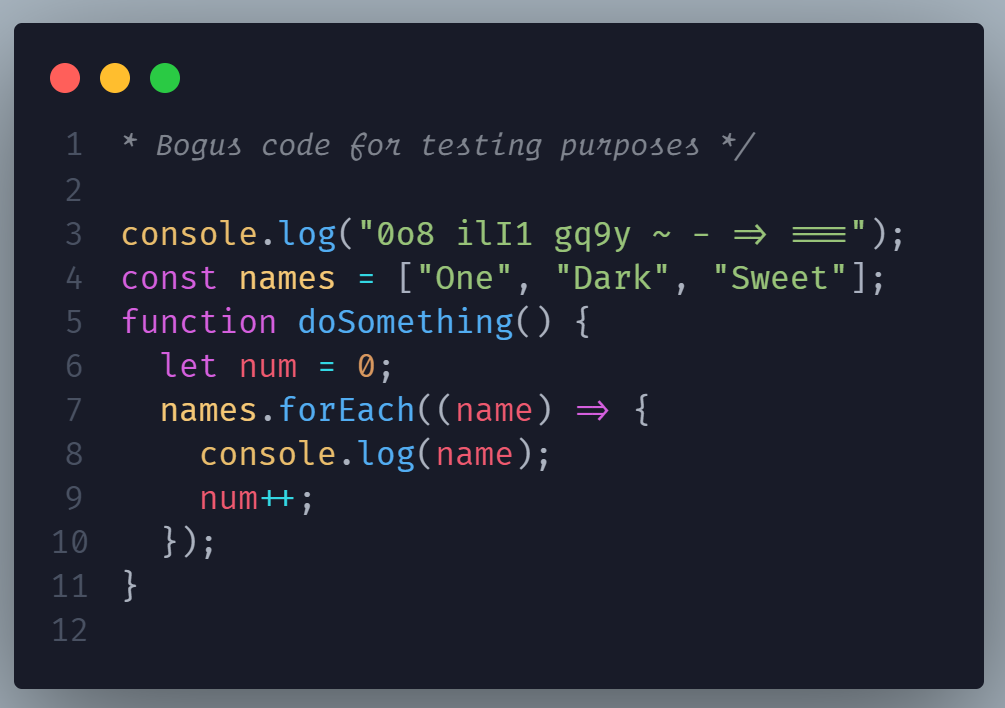 1 * Bogus code for testing purposes */
2
3 console.log("0o8 ilI1 gq9y ~ - => ===");
4 const names = ["One", "Dark", "Sweet"];
5 function doSomething() {
6   let num = 0;
7   names.forEach((name) => {
8     console.log(name);
9     num++;
10   });
11 }
12